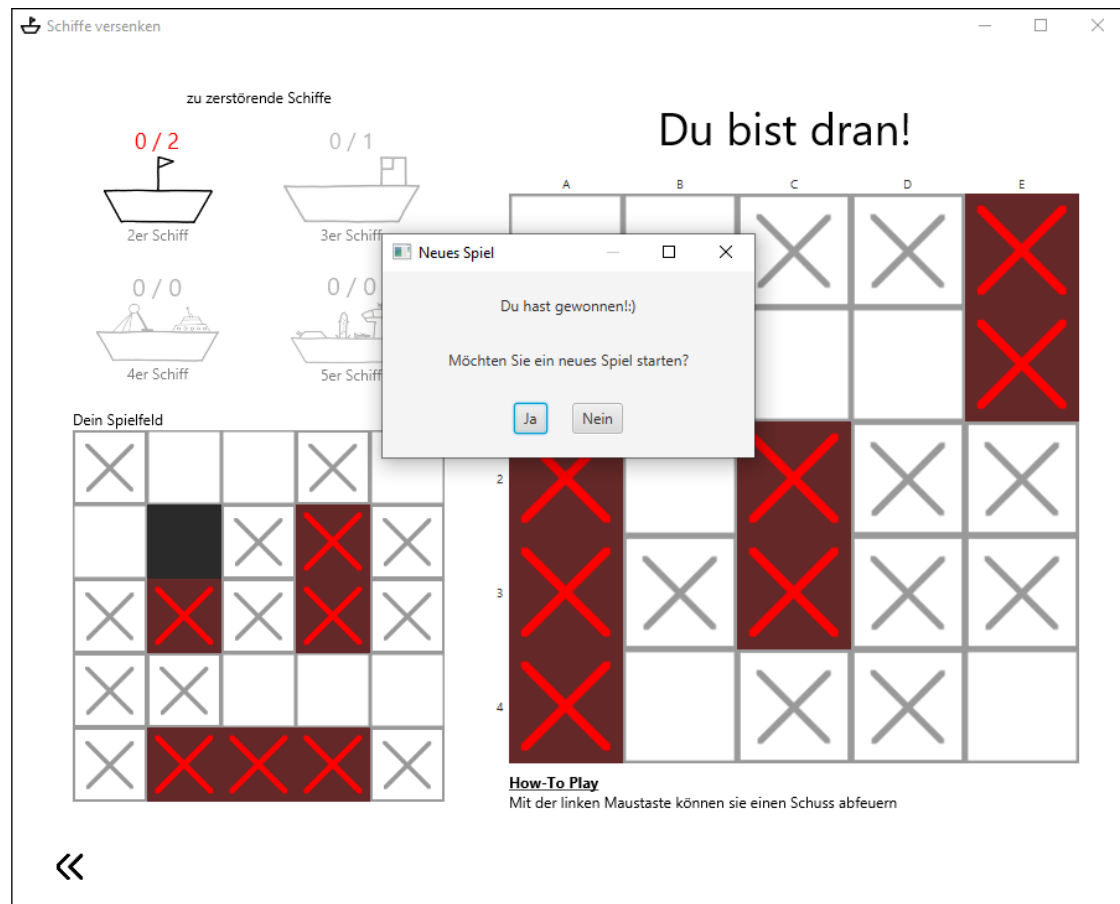 Schiffe versenken
zu zerstörende Schiffe
0 / 2
0 / 1
2er Schiff
3er Schiff
0 / 0
0 / 0
4er Schiff
5er Schiff
Dein Spielfeld
Du bist dran!
A B C D E
2
3
4
Neues Spiel
Du hast gewonnen!:)
Möchten Sie ein neues Spiel starten?
Ja
Nein
How-To Play
Mit der linken Maustaste können sie einen Schuss abfeuern